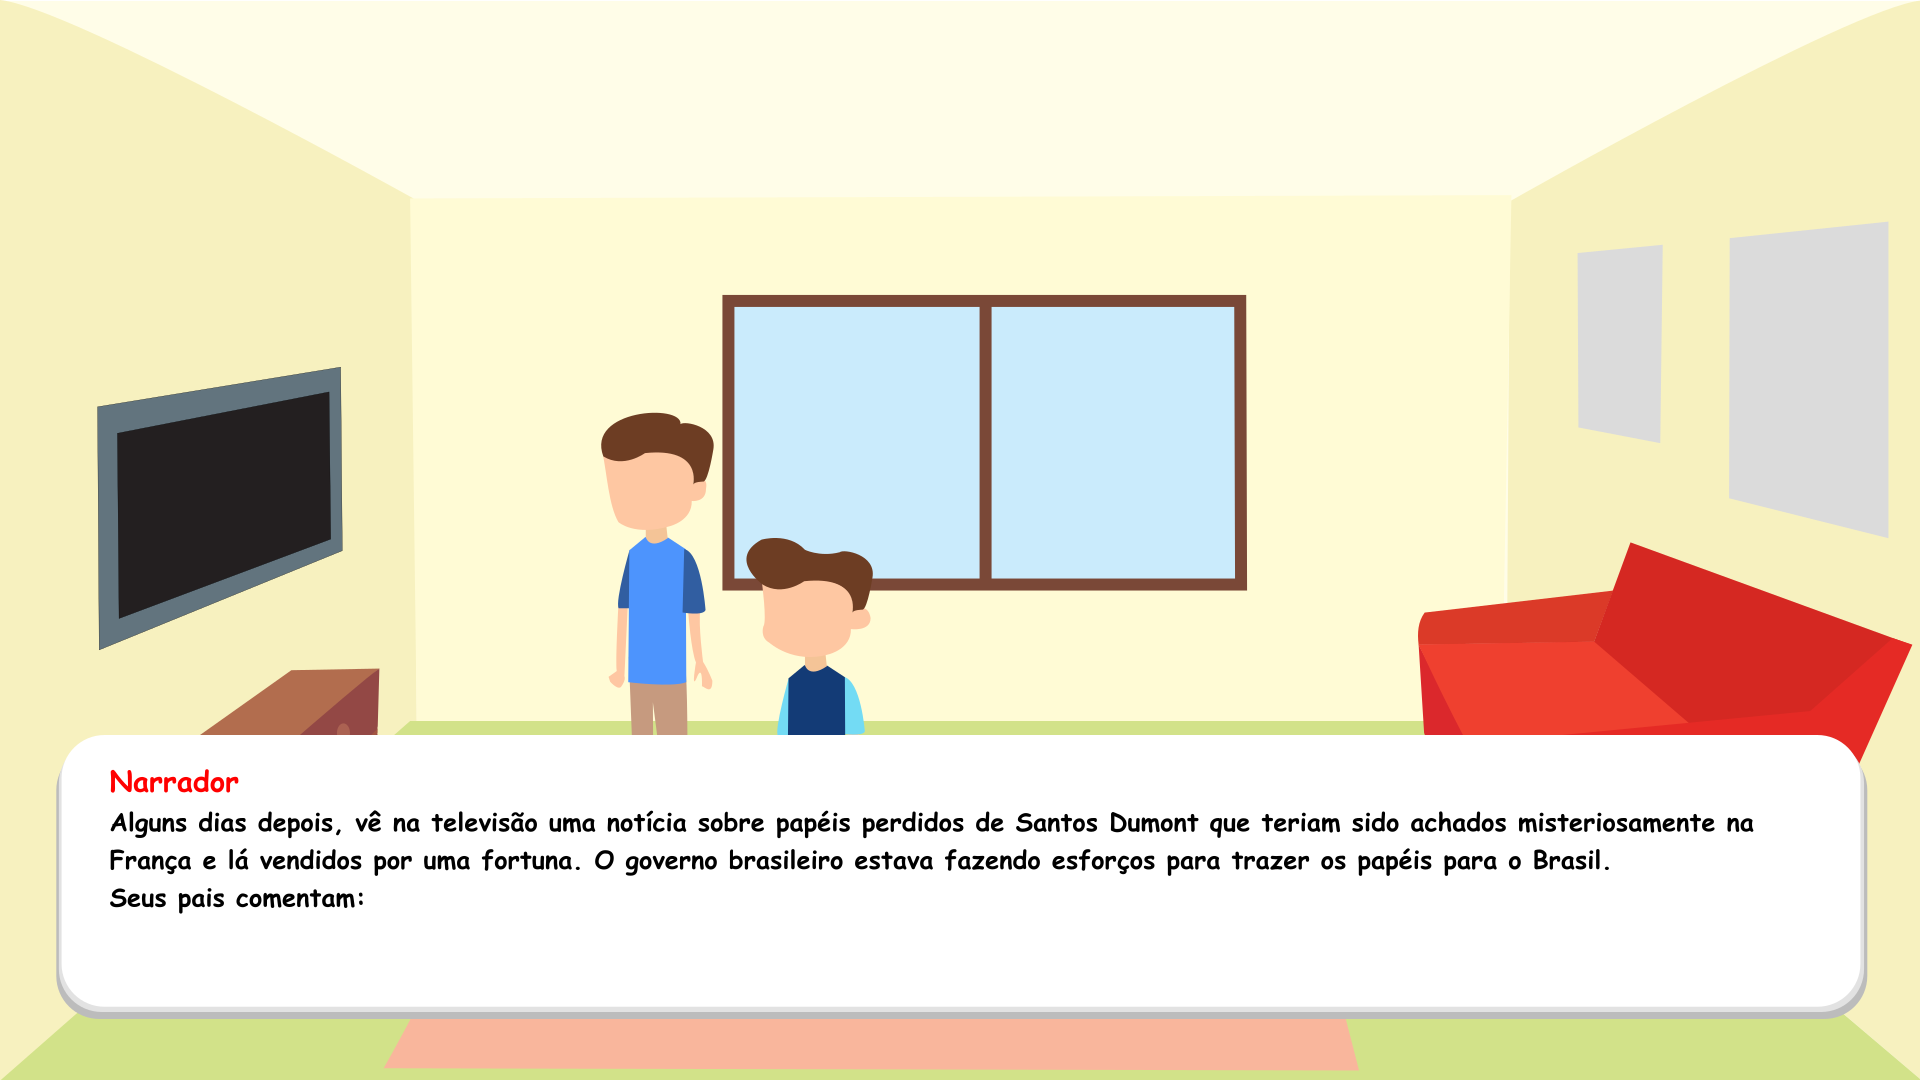 Narrador
Alguns dias depois, vê na televisão uma notícia sobre papéis perdidos de Santos Dumont que teriam sido achados misteriosamente na
França e lá vendidos por uma fortuna. O governo brasileiro estava fazendo esforços para trazer os papéis para o Brasil.
Seus pais comentam: